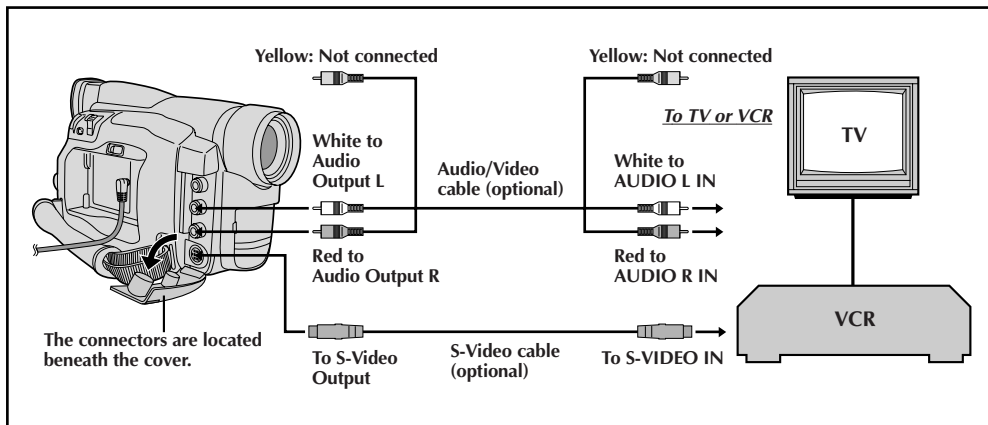 Yellow: Not connected
Yellow: Not connected
To TV or VCR
TV
White to
Audio
Output L
Audio/Video
cable (optional)
White to
AUDIO L IN
Red to
Audio Output R
Red to
AUDIO R IN
VCR
The connectors are located
beneath the cover.
To S-Video
Output
S-Video cable
(optional)
To S-VIDEO IN